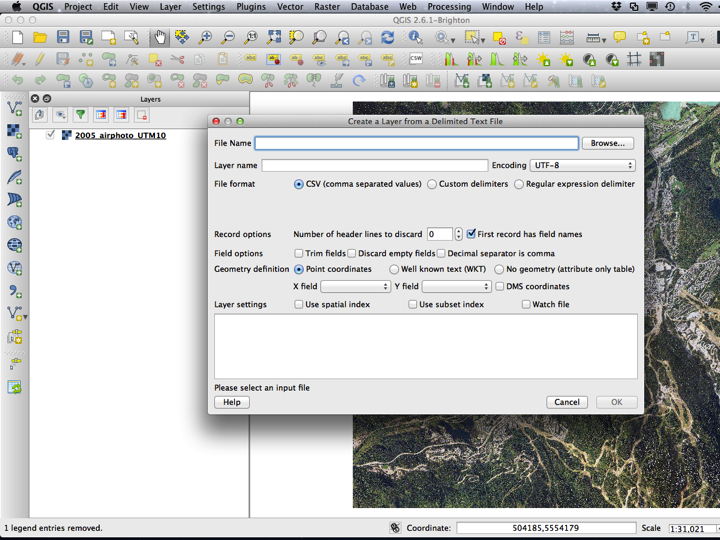 QGIS Project Edit View Layer Settings Plugins Vector Raster Database Web Processing Window Help
QGIS 2.6.1-Brighton
CSW
Layers
2005_airphoto_UTM10
Create a Layer from a Delimited Text File
File Name Browse...
Layer name Encoding UTF-8
File format CSV (comma separated values) Custom delimiters Regular expression delimiter
Record options Number of header lines to discard 0 First record has field names
Field options Trim fields Discard empty fields Decimal separator is comma
Geometry definition Point coordinates Well known text (WKT) No geometry (attribute only table)
X field Y field DMS coordinates
Layer settings Use spatial index Use subset index Watch file
Please select an input file
Help Cancel OK
1 legend entries removed. Coordinate: 504185,5554179 Scale 1:31,021